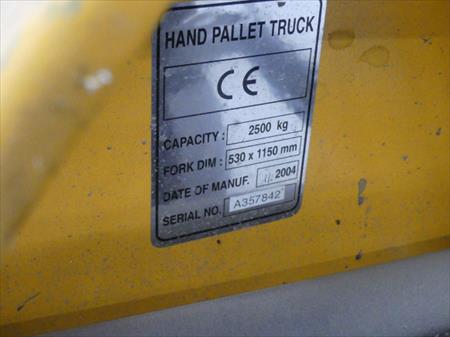 HAND PALLET TRUCK
CE
CAPACITY : 2500 kg
FORK DIM : 530 x 1150 mm
DATE OF MANUF. 2004
SERIAL NO. A357842